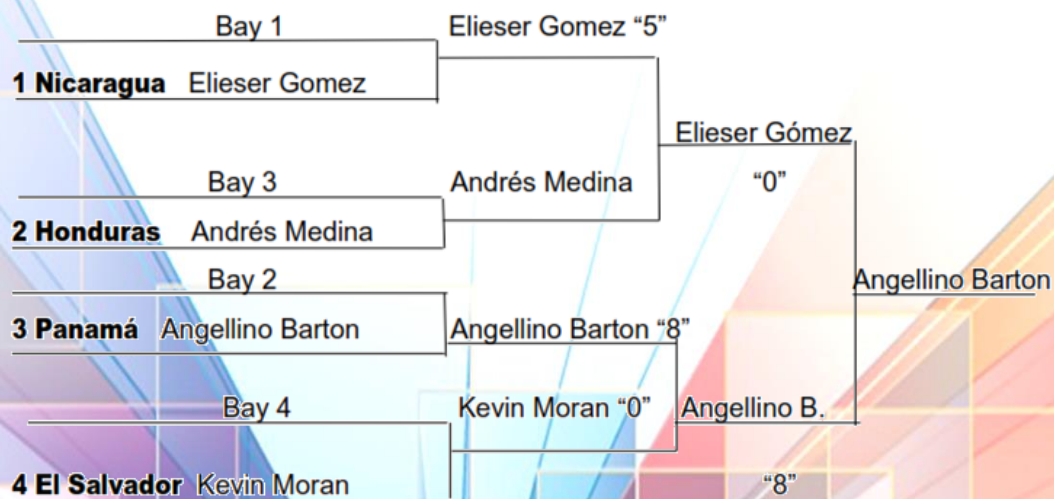 Bay 1
Elieser Gomez “5”
1 Nicaragua Elieser Gomez
Elieser Gómez
Bay 3
Andrés Medina
“0”
2 Honduras Andrés Medina
Bay 2
Angellino Barton
3 Panamá Angellino Barton
Angellino Barton “8”
Bay 4
Kevin Moran “0”
Angellino B.
4 El Salvador Kevin Moran
“8”